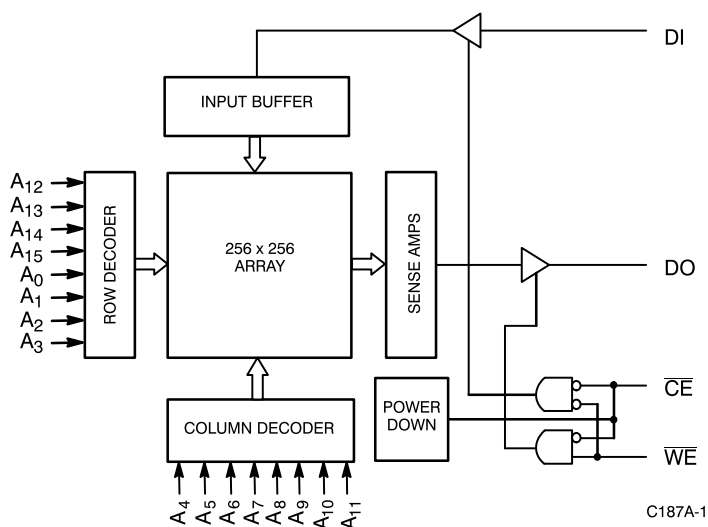 DI
INPUT BUFFER
A12
A13
A14
A15
A0
A1
A2
A3
ROW DECODER
256 x 256
ARRAY
SENSE AMPS
DO
COLUMN DECODER
POWER
DOWN
CE
WE
A4
A5
A6
A7
A8
A9
A10
A11
C187A-1